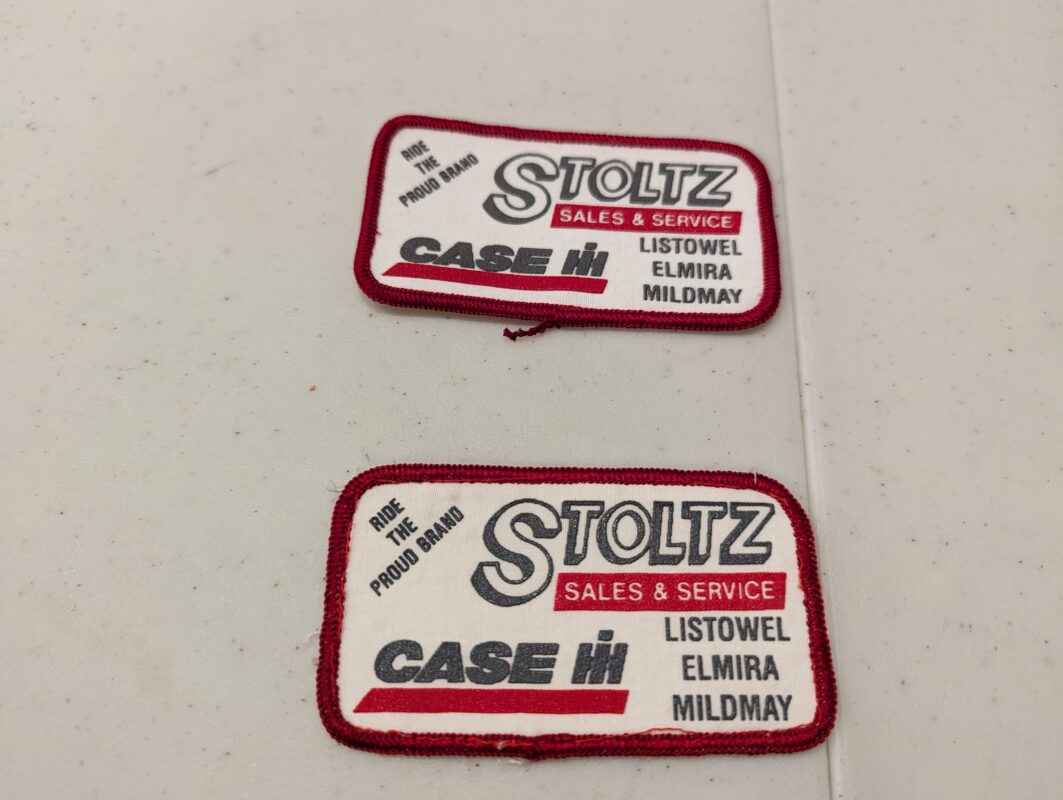 RIDE
THE
PROUD BRAND
STOLTZ
SALES & SERVICE
CASE IH
LISTOWEL
ELMIRA
MILDMAY
RIDE
THE
PROUD BRAND
STOLTZ
SALES & SERVICE
LISTOWEL
CASE IH
ELMIRA
MILDMAY